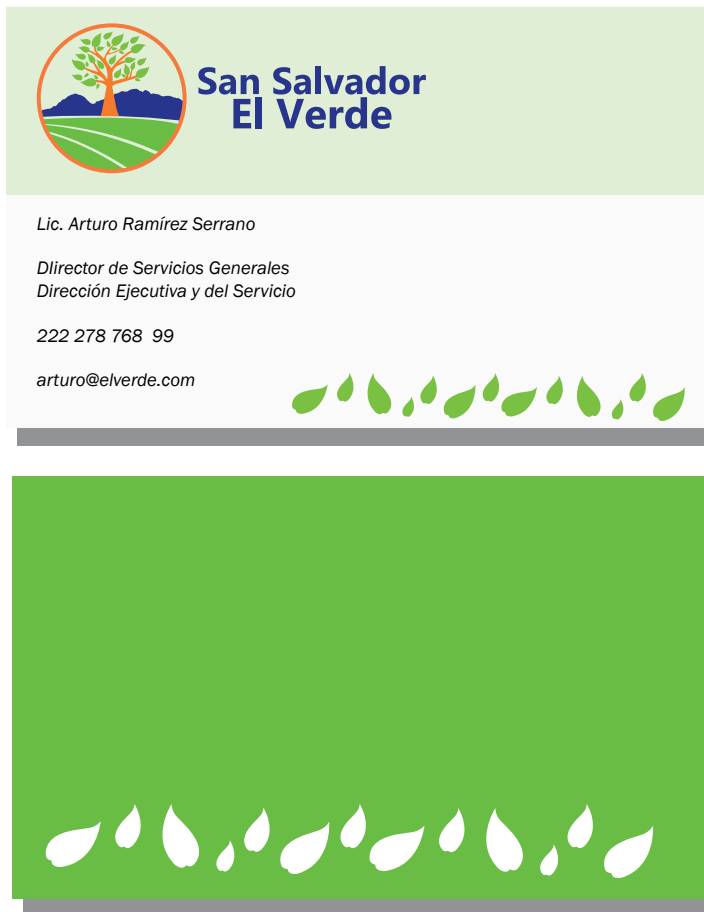 San Salvador
El Verde
Lic. Arturo Ramírez Serrano
DIirector de Servicios Generales
Dirección Ejecutiva y del Servicio
222 278 768  99
arturo@elverde.com